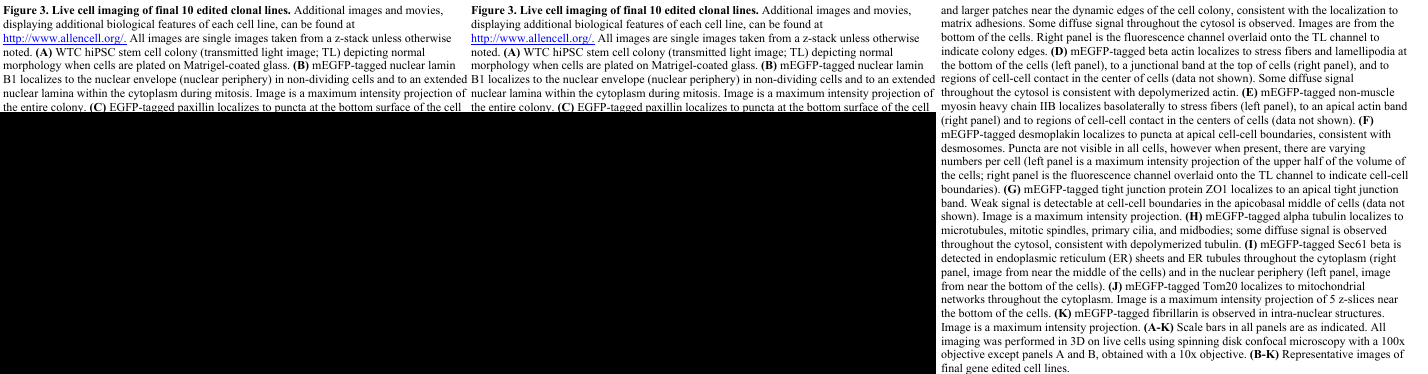 Figure 3. Live cell imaging of final 10 edited clonal lines. Additional images and movies,
displaying additional biological features of each cell line, can be found at
http://www.allencell.org/. All images are single images taken from a z-stack unless otherwise
noted. (A) WTC hiPSC stem cell colony (transmitted light image; TL) depicting normal
morphology when cells are plated on Matrigel-coated glass. (B) mEGFP-tagged nuclear lamin
B1 localizes to the nuclear envelope (nuclear periphery) in non-dividing cells and to an extended
nuclear lamina within the cytoplasm during mitosis. Image is a maximum intensity projection of
the entire colony. (C) EGFP-tagged paxillin localizes to puncta at the bottom surface of the cell
Figure 3. Live cell imaging of final 10 edited clonal lines. Additional images and movies,
displaying additional biological features of each cell line, can be found at
http://www.allencell.org/. All images are single images taken from a z-stack unless otherwise
noted. (A) WTC hiPSC stem cell colony (transmitted light image; TL) depicting normal
morphology when cells are plated on Matrigel-coated glass. (B) mEGFP-tagged nuclear lamin
B1 localizes to the nuclear envelope (nuclear periphery) in non-dividing cells and to an extended
nuclear lamina within the cytoplasm during mitosis. Image is a maximum intensity projection of
the entire colony. (C) EGFP-tagged paxillin localizes to puncta at the bottom surface of the cell
and larger patches near the dynamic edges of the cell colony, consistent with the localization to
matrix adhesions. Some diffuse signal throughout the cytosol is observed. Images are from the
bottom of the cells. Right panel is the fluorescence channel overlaid onto the TL channel to
indicate colony edges. (D) mEGFP-tagged beta actin localizes to stress fibers and lamellipodia at
the bottom of the cells (left panel), to a junctional band at the top of cells (right panel), and to
regions of cell-cell contact in the center of cells (data not shown). Some diffuse signal
throughout the cytosol is consistent with depolymerized actin. (E) mEGFP-tagged non-muscle
myosin heavy chain IIB localizes basolaterally to stress fibers (left panel), to an apical actin band
(right panel) and to regions of cell-cell contact in the centers of cells (data not shown). (F)
mEGFP-tagged desmoplakin localizes to puncta at apical cell-cell boundaries, consistent with
desmosomes. Puncta are not visible in all cells, however when present, there are varying
numbers per cell (left panel is a maximum intensity projection of the upper half of the volume of
the cells; right panel is the fluorescence channel overlaid onto the TL channel to indicate cell-cell
boundaries). (G) mEGFP-tagged tight junction protein ZO1 localizes to an apical tight junction
band. Weak signal is detectable at cell-cell boundaries in the apicobasal middle of cells (data not
shown). Image is a maximum intensity projection. (H) mEGFP-tagged alpha tubulin localizes to
microtubules, mitotic spindles, primary cilia, and midbodies; some diffuse signal is observed
throughout the cytosol, consistent with depolymerized tubulin. (I) mEGFP-tagged Sec61 beta is
detected in endoplasmic reticulum (ER) sheets and ER tubules throughout the cytoplasm (right
panel, image from near the middle of the cells) and in the nuclear periphery (left panel, image
from near the bottom of the cells). (J) mEGFP-tagged Tom20 localizes to mitochondrial
networks throughout the cytoplasm. Image is a maximum intensity projection of 5 z-slices near
the bottom of the cells. (K) mEGFP-tagged fibrillarin is observed in intra-nuclear structures.
Image is a maximum intensity projection. (A-K) Scale bars in all panels are as indicated. All
imaging was performed in 3D on live cells using spinning disk confocal microscopy with a 100x
objective except panels A and B, obtained with a 10x objective. (B-K) Representative images of
final gene edited cell lines.